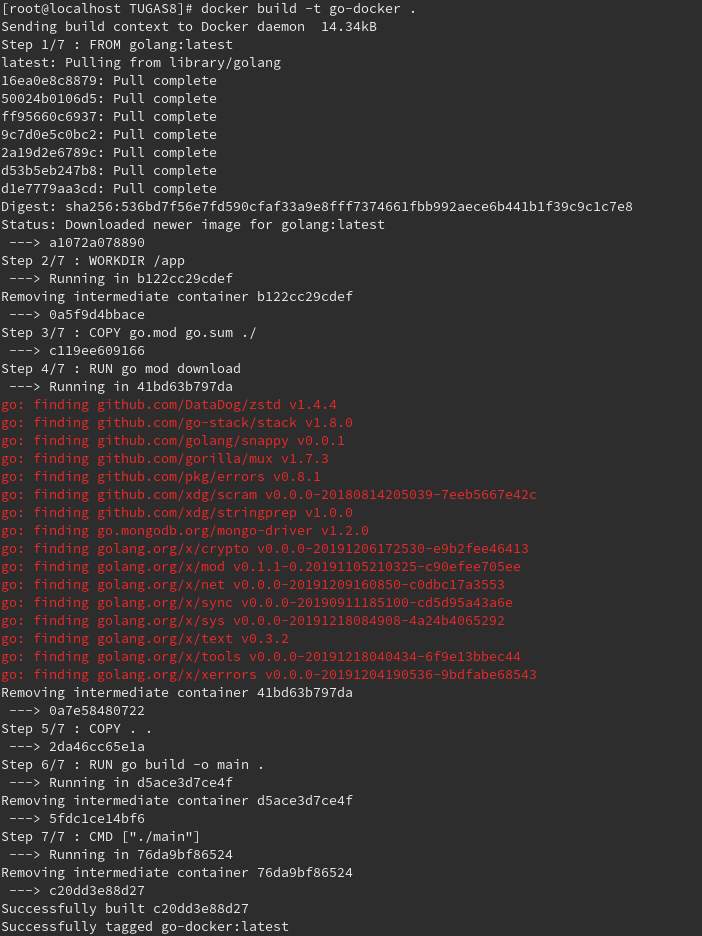 [root@localhost TUGAS8]# docker build -t go-docker .
Sending build context to Docker daemon  14.34kB
Step 1/7 : FROM golang:latest
latest: Pulling from library/golang
16ea0e8c8879: Pull complete
50024b0106d5: Pull complete
ff95660c6937: Pull complete
9c7d0e5c0bc2: Pull complete
2a19d2e6789c: Pull complete
d53b5eb247b8: Pull complete
d1e7779aa3cd: Pull complete
Digest: sha256:536bd7f56e7fd590cfaf33a9e8fff7374661fbb992aece6b441b1f39c9c1c7e8
Status: Downloaded newer image for golang:latest
 ---> a1072a078890
Step 2/7 : WORKDIR /app
 ---> Running in b122cc29cdef
Removing intermediate container b122cc29cdef
 ---> 0a5f9d4bbace
Step 3/7 : COPY go.mod go.sum ./
 ---> c119ee609166
Step 4/7 : RUN go mod download
 ---> Running in 41bd63b797da
go: finding github.com/DataDog/zstd v1.4.4
go: finding github.com/go-stack/stack v1.8.0
go: finding github.com/golang/snappy v0.0.1
go: finding github.com/gorilla/mux v1.7.3
go: finding github.com/pkg/errors v0.8.1
go: finding github.com/xdg/scram v0.0.0-20180814205039-7eeb5667e42c
go: finding github.com/xdg/stringprep v1.0.0
go: finding go.mongodb.org/mongo-driver v1.2.0
go: finding golang.org/x/crypto v0.0.0-20191206172530-e9b2fee46413
go: finding golang.org/x/mod v0.1.1-0.20191105210325-c90efee705ee
go: finding golang.org/x/net v0.0.0-20191209160850-c0dbc17a3553
go: finding golang.org/x/sync v0.0.0-20190911185100-cd5d95a43a6e
go: finding golang.org/x/sys v0.0.0-20191218084908-4a24b4065292
go: finding golang.org/x/text v0.3.2
go: finding golang.org/x/tools v0.0.0-20191218040434-6f9e13bbec44
go: finding golang.org/x/xerrors v0.0.0-20191204190536-9bdfabe68543
Removing intermediate container 41bd63b797da
 ---> 0a7e58480722
Step 5/7 : COPY . .
 ---> 2da46cc65e1a
Step 6/7 : RUN go build -o main .
 ---> Running in d5ace3d7ce4f
Removing intermediate container d5ace3d7ce4f
 ---> 5fdc1ce14bf6
Step 7/7 : CMD ["./main"]
 ---> Running in 76da9bf86524
Removing intermediate container 76da9bf86524
 ---> c20dd3e88d27
Successfully built c20dd3e88d27
Successfully tagged go-docker:latest